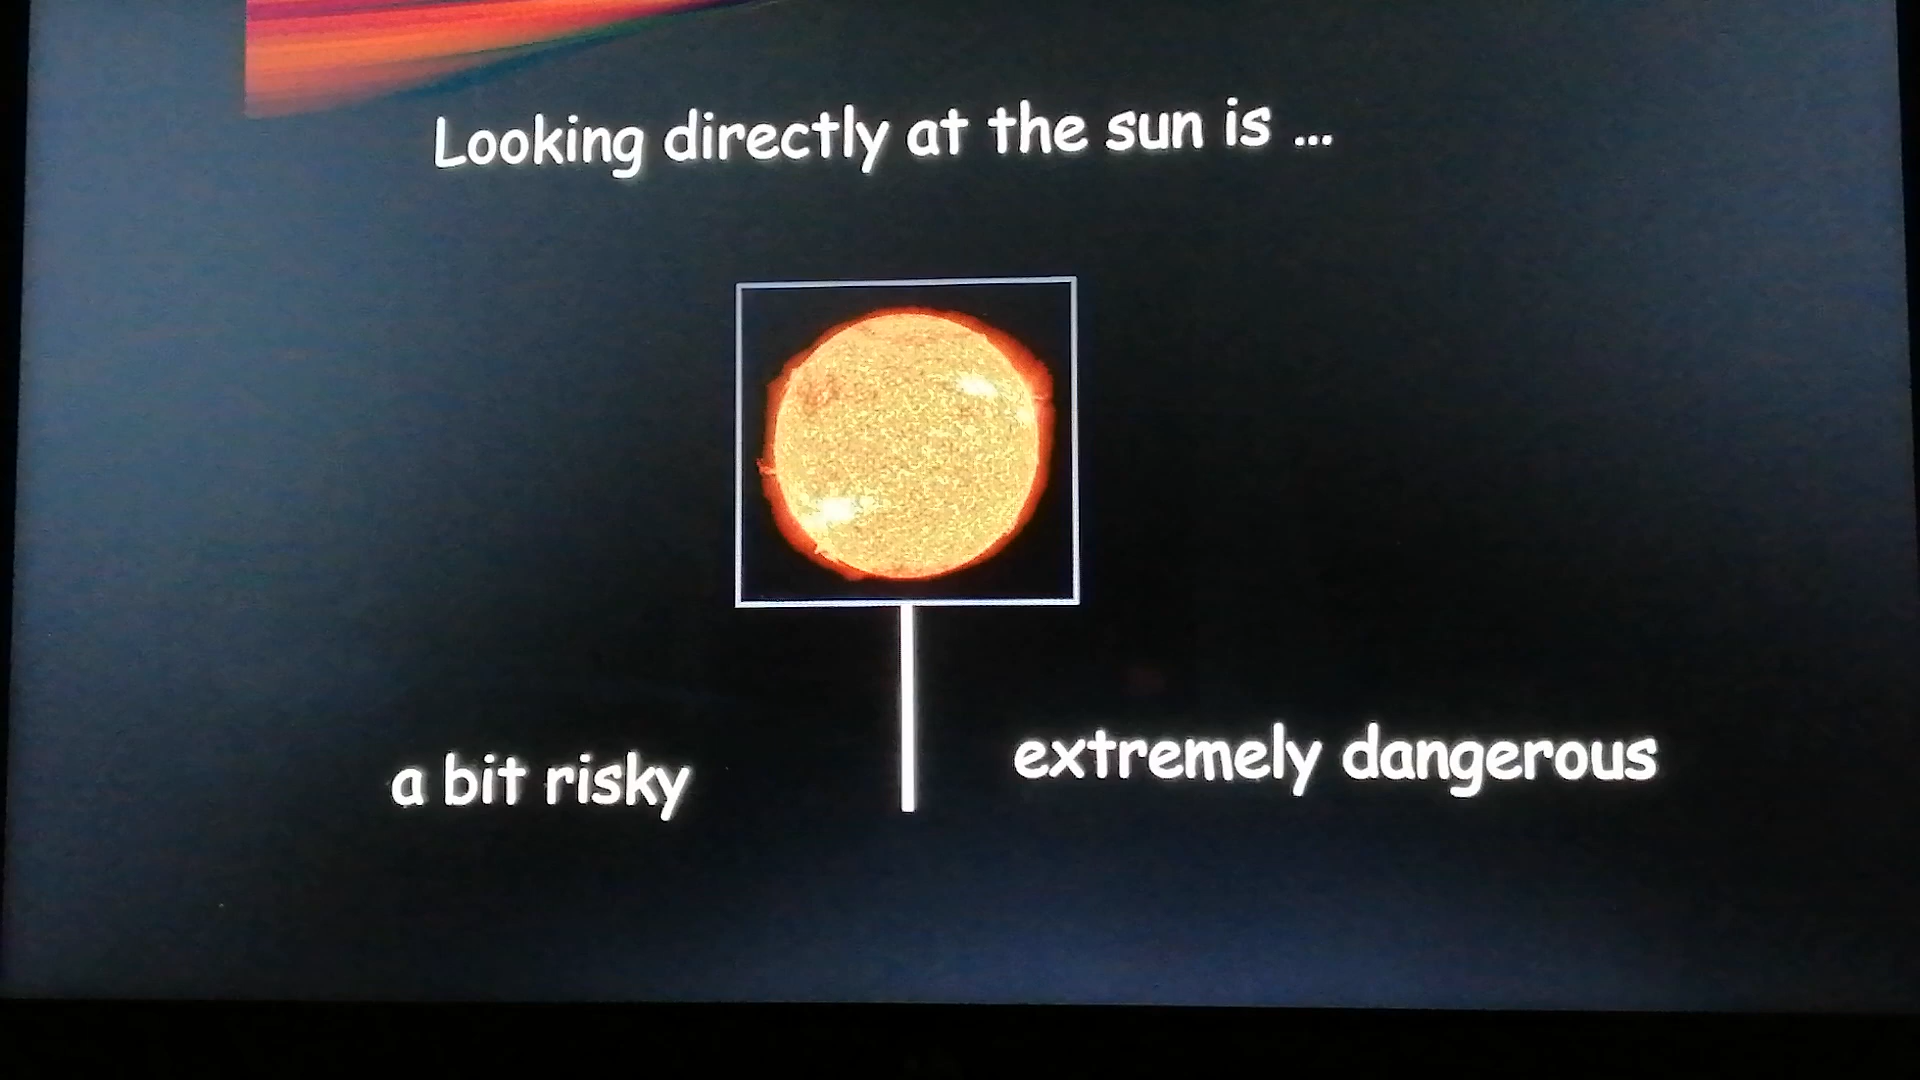 Looking directly at the sun is ...
a bit risky
extremely dangerous